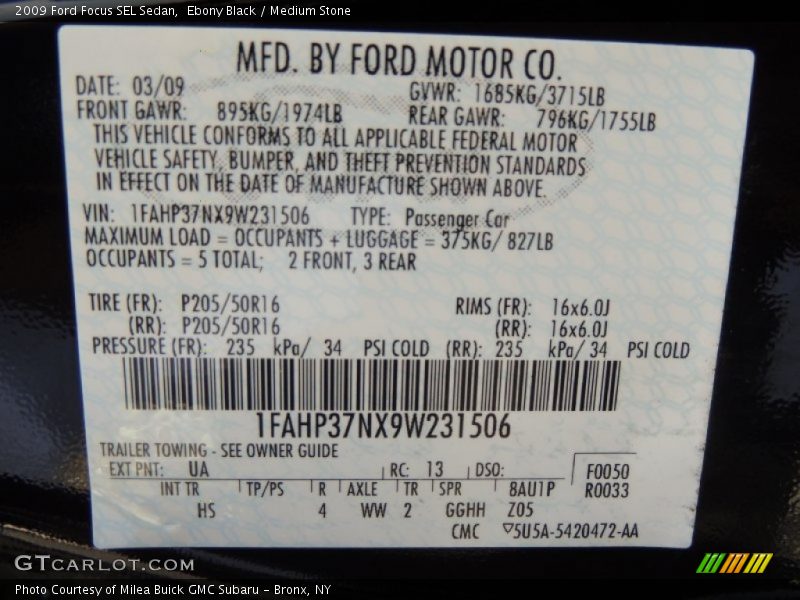 2009 Ford Focus SEL Sedan, Ebony Black / Medium Stone
MFD. BY FORD MOTOR CO.
DATE: 03/09 GVWR: 1685KG/3715LB
FRONT GAWR: 895KG/1974LB REAR GAWR: 796KG/1755LB
THIS VEHICLE CONFORMS TO ALL APPLICABLE FEDERAL MOTOR
VEHICLE SAFETY, BUMPER, AND THEFT PREVENTION STANDARDS
IN EFFECT ON THE DATE OF MANUFACTURE SHOWN ABOVE.
VIN: 1FAHP37NX9W231506 TYPE: Passenger Car
MAXIMUM LOAD = OCCUPANTS + LUGGAGE = 375KG/ 827LB
OCCUPANTS = 5 TOTAL; 2 FRONT, 3 REAR
TIRE (FR): P205/50R16 RIMS (FR): 16x6.0J
(RR): P205/50R16 (RR): 16x6.0J
PRESSURE (FR): 235 kPa/ 34 PSI COLD (RR): 235 kPa/ 34 PSI COLD
1FAHP37NX9W231506
TRAILER TOWING - SEE OWNER GUIDE
EXT PNT: UA RC: 13 DSO: F0050
INT TR TP/PS R AXLE TR SPR 8AU1P R0033
HS 4 WW 2 GGHH Z05
CMC 5U5A-5420472-AA
GTCARLOT.COM
Photo Courtesy of Milea Buick GMC Subaru - Bronx, NY